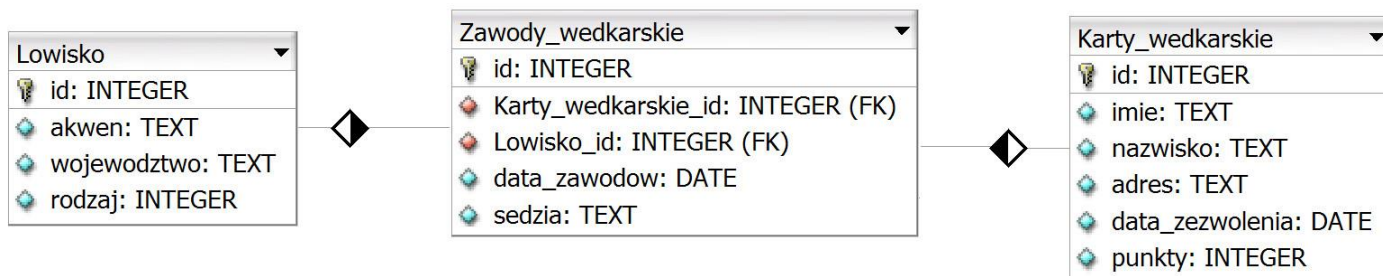 Lowisko
id: INTEGER
akwen: TEXT
wojewodztwo: TEXT
rodzaj: INTEGER
Zawody_wedkarskie
id: INTEGER
Karty_wedkarskie_id: INTEGER (FK)
Lowisko_id: INTEGER (FK)
data_zawodow: DATE
sedzia: TEXT
Karty_wedkarskie
id: INTEGER
imie: TEXT
nazwisko: TEXT
adres: TEXT
data_zezwolenia: DATE
punkty: INTEGER